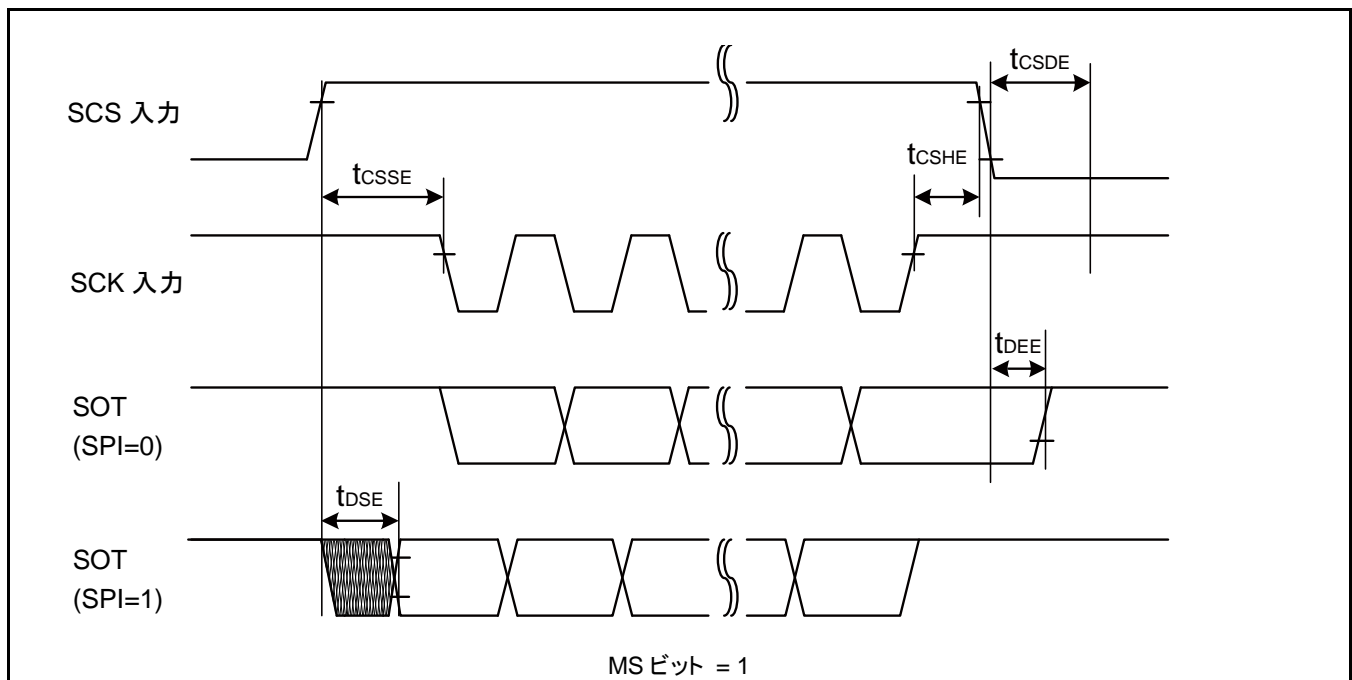 tCSDE
SCS 入力
tCSHE
tCSSE
SCK 入力
tDEE
SOT
(SPI=0)
tDSE
SOT
(SPI=1)
MS ビット = 1